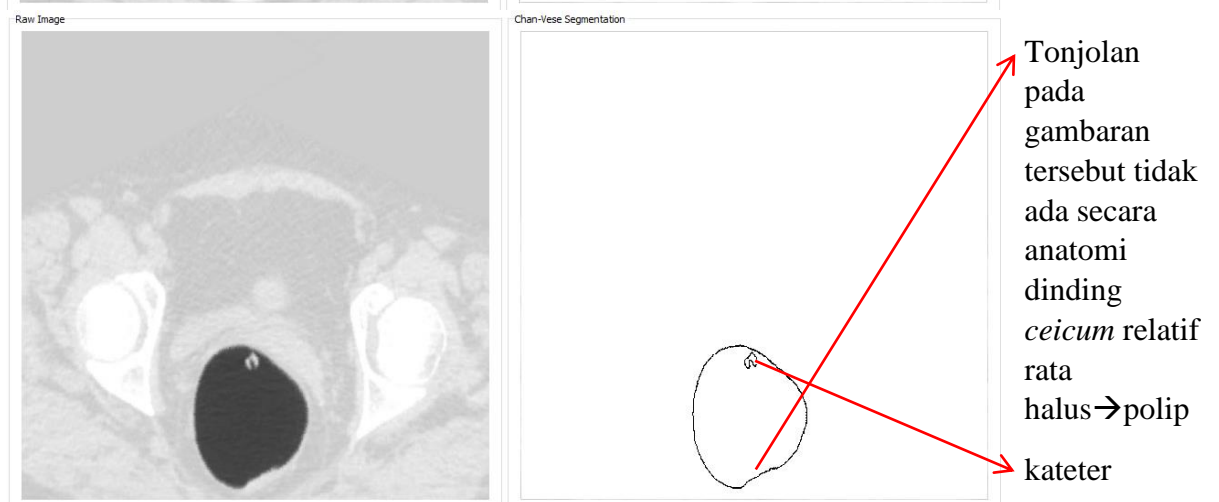 Raw Image
Chan-Vese Segmentation
Tonjolan
pada
gambaran
tersebut tidak
ada secara
anatomi
dinding
ceicum relatif
rata
halus→polip
kateter